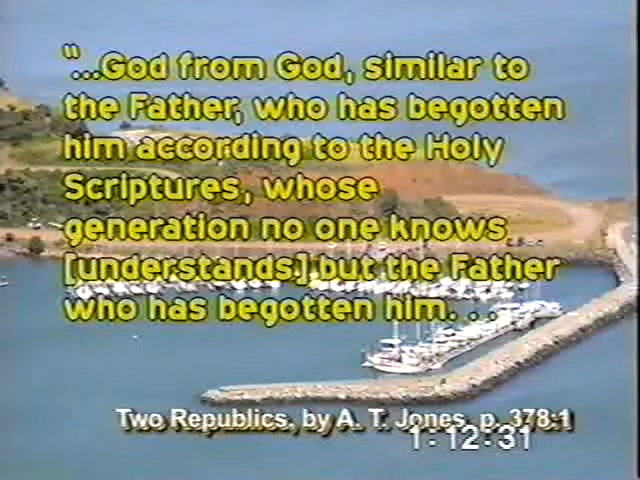 "...God from God, similar to
the Father, who has begotten
him according to the Holy
Scriptures, whose
generation no one knows
[understands,] but the Father
who has begotten him. . .
Two Republics, by A. T. Jones, p. 378:1
1:12:31